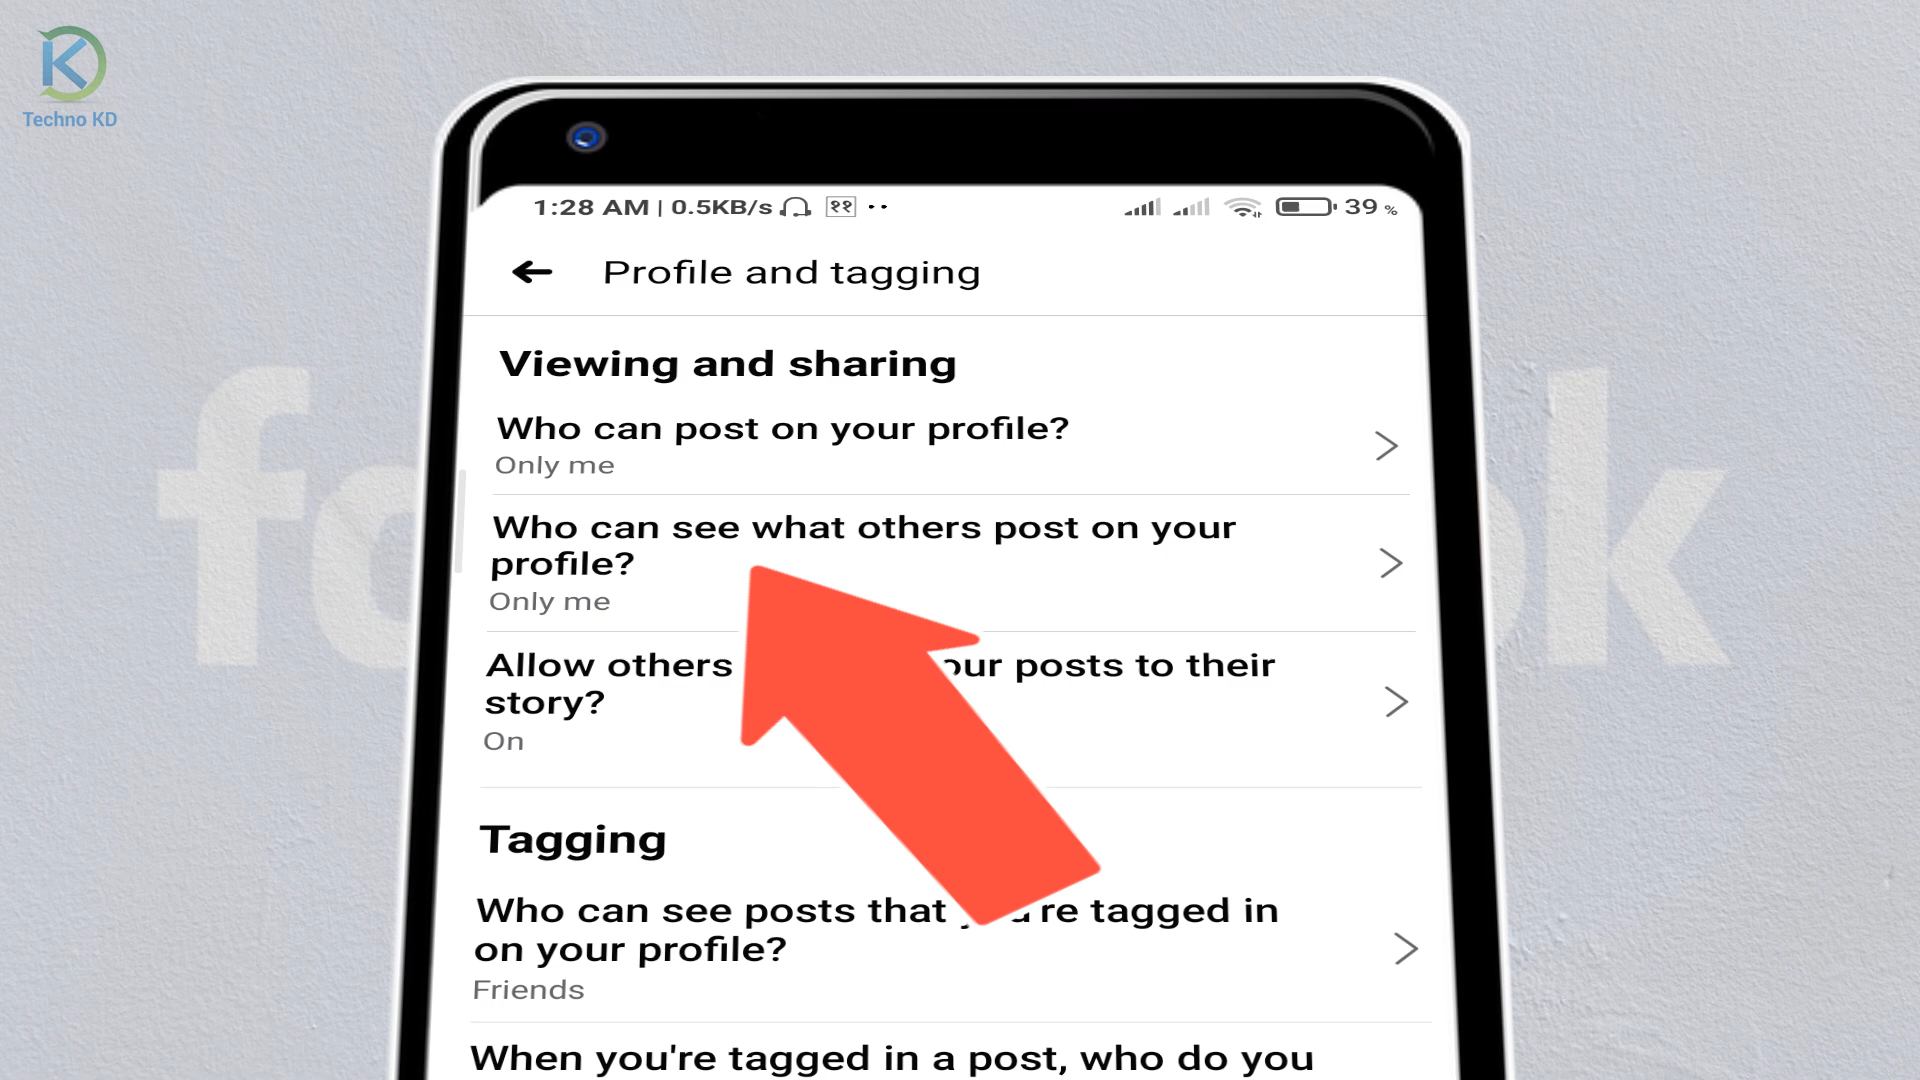 Techno KD
1:28 AM | 0.5KB/s ११ ·· 39 %
Profile and tagging
Viewing and sharing
Who can post on your profile?
Only me
Who can see what others post on your
profile?
Only me
Allow others our posts to their
story?
On
Tagging
Who can see posts that you're tagged in
on your profile?
Friends
When you're tagged in a post, who do you